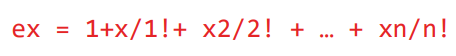 ex = 1+x/1!+ x2/2! + … + xn/n!